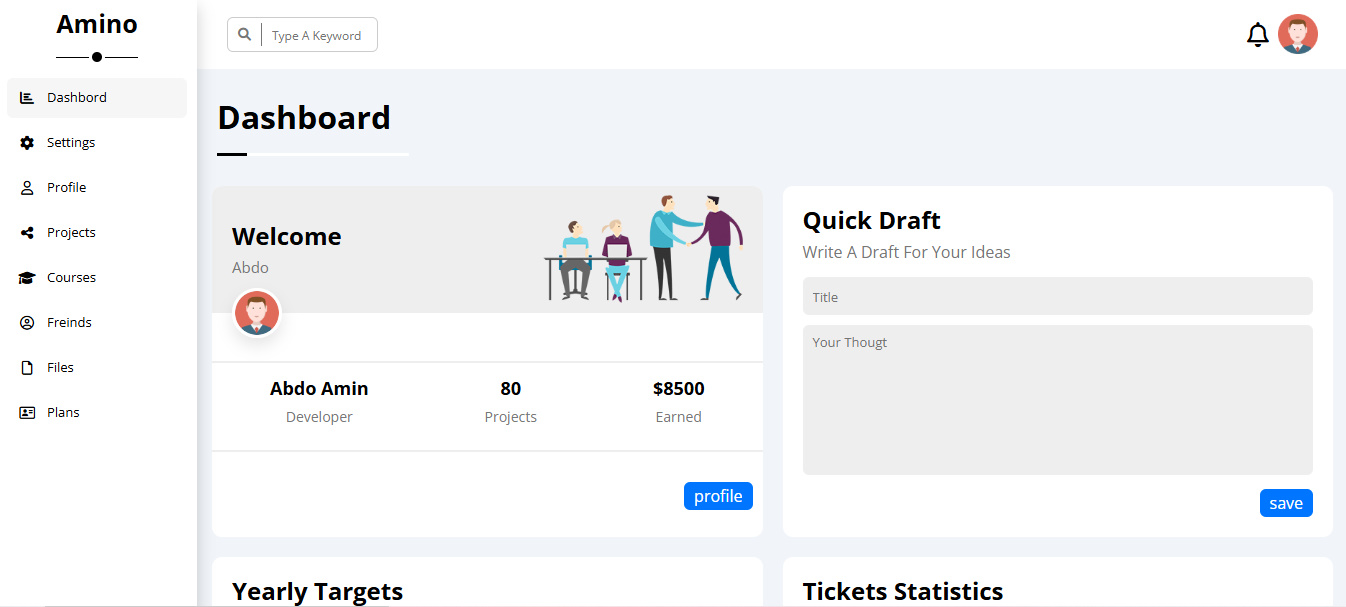 Amino
Type A Keyword
Dashbord
Settings
Profile
Projects
Courses
Freinds
Files
Plans
Dashboard
Welcome
Abdo
Abdo Amin
Developer
80
Projects
$8500
Earned
profile
Quick Draft
Write A Draft For Your Ideas
Title
Your Thougt
save
Yearly Targets
Tickets Statistics